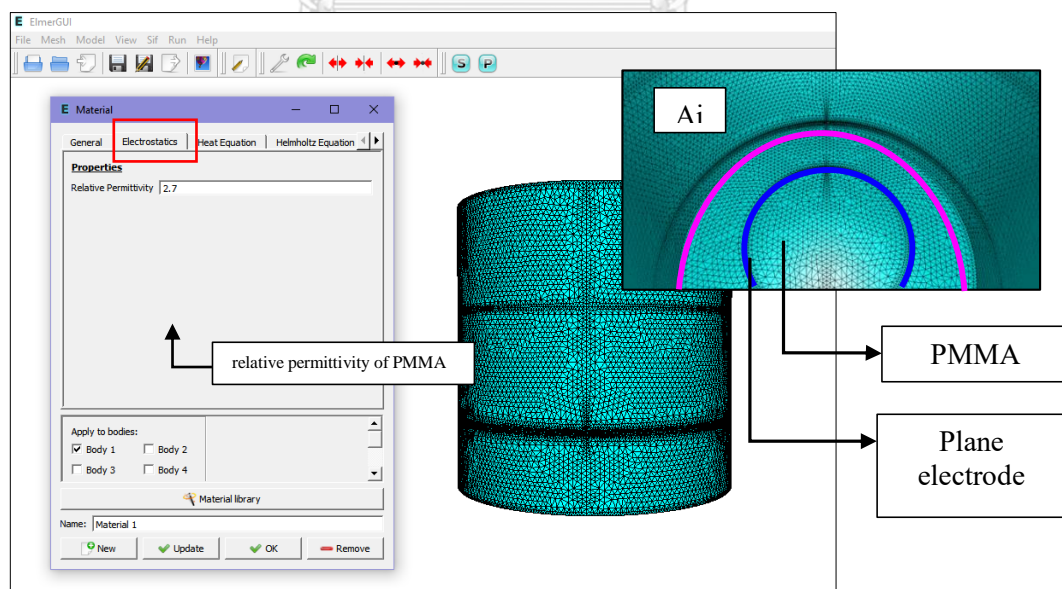 ElmerGUI
File Mesh Model View Sif Run Help
S P
Material
General Electrostatics Heat Equation Helmholtz Equation
Properties
Relative Permittivity 2.7
relative permittivity of PMMA
Apply to bodies:
Body 1 Body 2
Body 3 Body 4
Material library
Name: Material 1
New Update OK Remove
Ai
PMMA
Plane
electrode